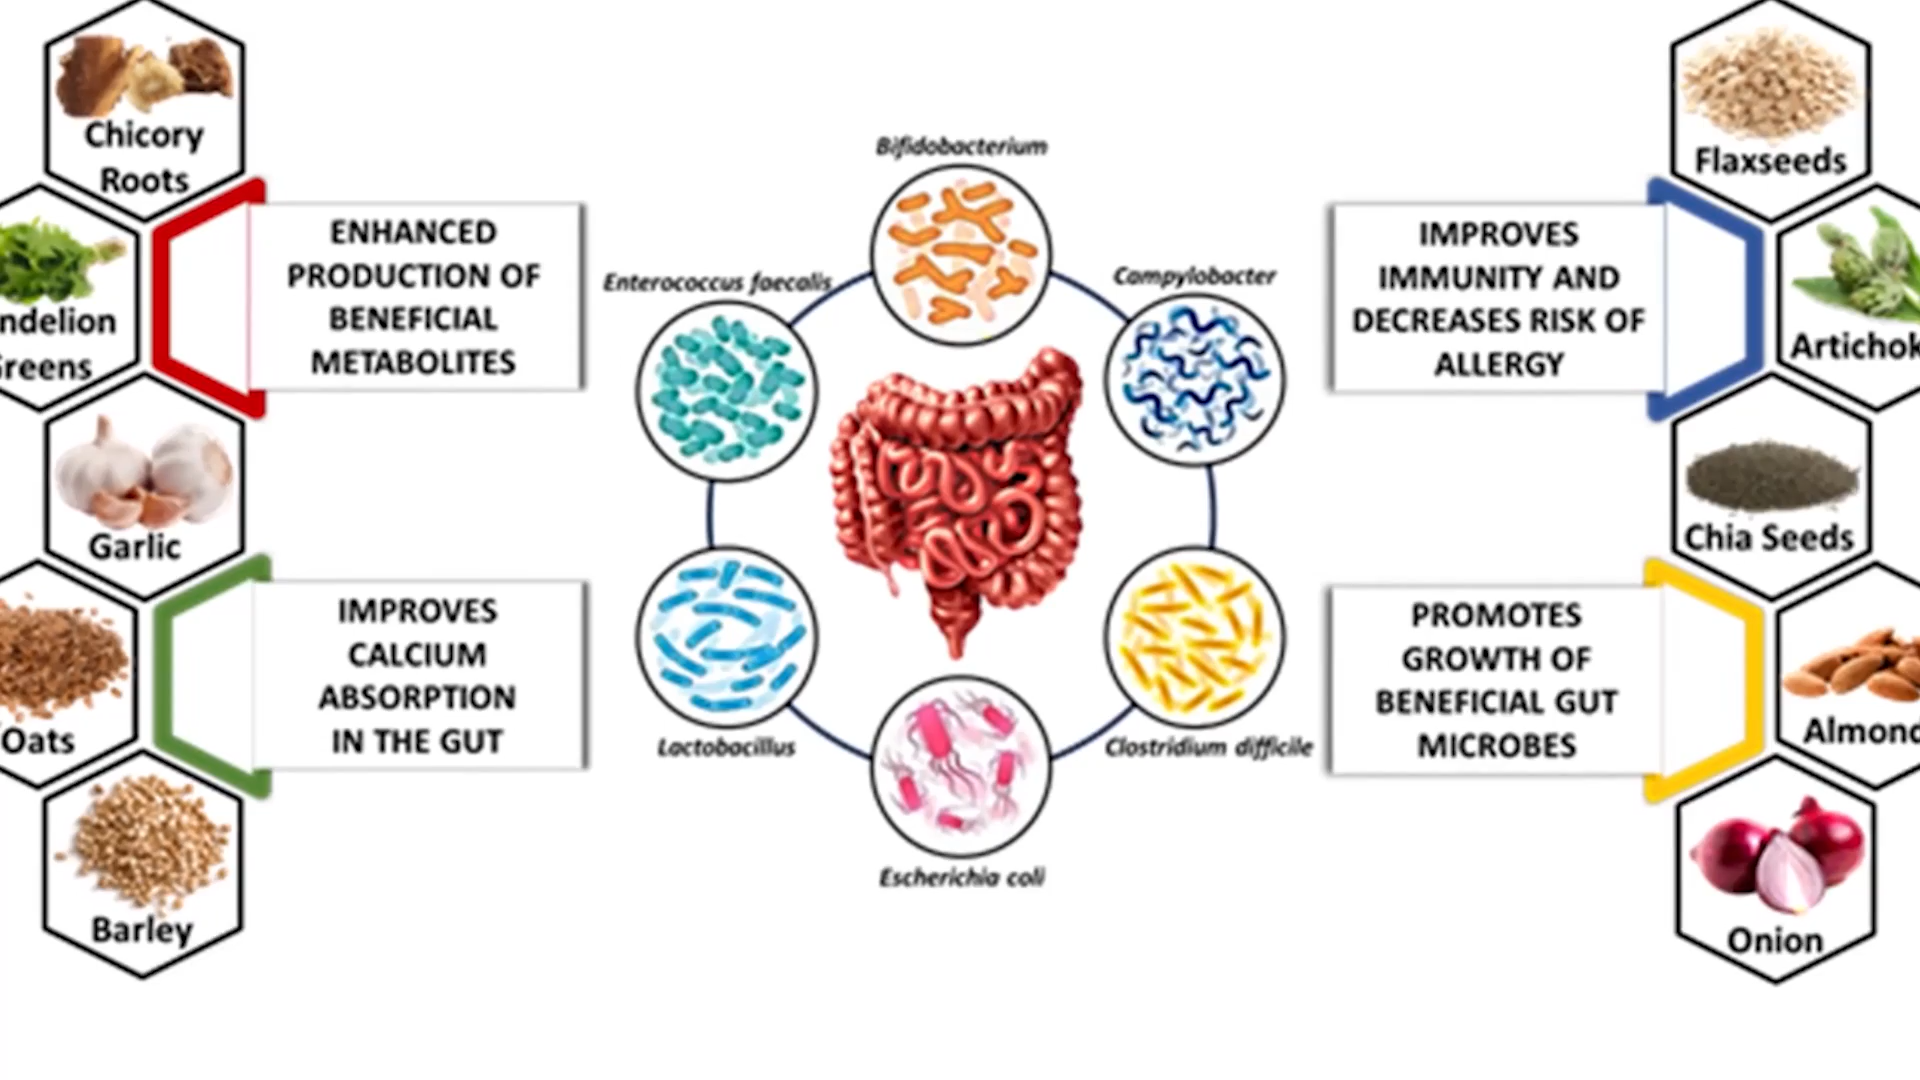 Chicory
Roots
ndelion
Greens
Garlic
Oats
Barley
ENHANCED
PRODUCTION OF
BENEFICIAL
METABOLITES
IMPROVES
CALCIUM
ABSORPTION
IN THE GUT
Bifidobacterium
Enterococcus faecalis
Campylobacter
Lactobacillus
Clostridium difficile
Escherichia coli
IMPROVES
IMMUNITY AND
DECREASES RISK OF
ALLERGY
PROMOTES
GROWTH OF
BENEFICIAL GUT
MICROBES
Flaxseeds
Artichok
Chia Seeds
Almond
Onion